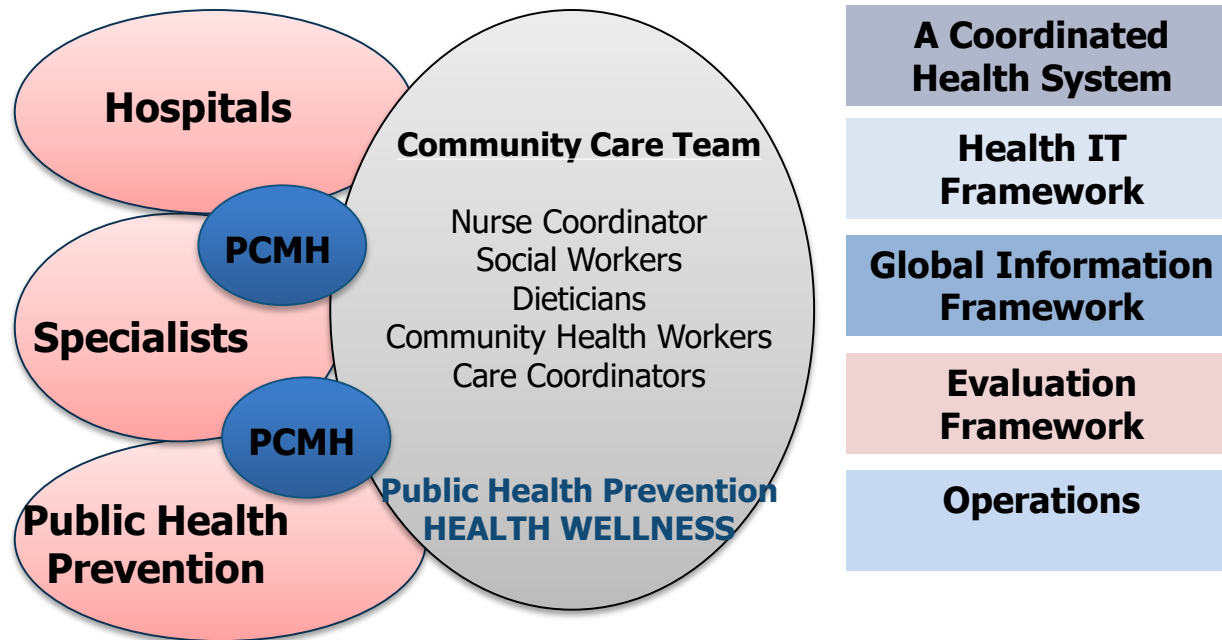 Hospitals
PCMH
Specialists
PCMH
Public Health
Prevention
Community Care Team
Nurse Coordinator
Social Workers
Dieticians
Community Health Workers
Care Coordinators
Public Health Prevention
HEALTH WELLNESS
A Coordinated
Health System
Health IT
Framework
Global Information
Framework
Evaluation
Framework
Operations